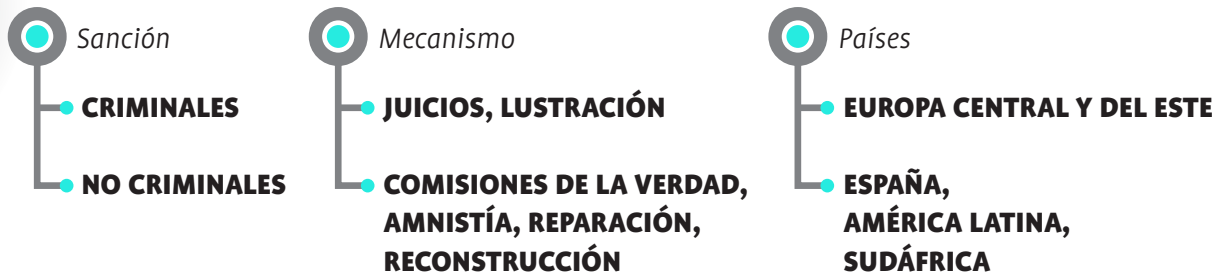 Sanción
CRIMINALES
NO CRIMINALES
Mecanismo
JUICIOS, LUSTRACIÓN
COMISIONES DE LA VERDAD,
AMNISTÍA, REPARACIÓN,
RECONSTRUCCIÓN
Países
EUROPA CENTRAL Y DEL ESTE
ESPAÑA,
AMÉRICA LATINA,
SUDÁFRICA